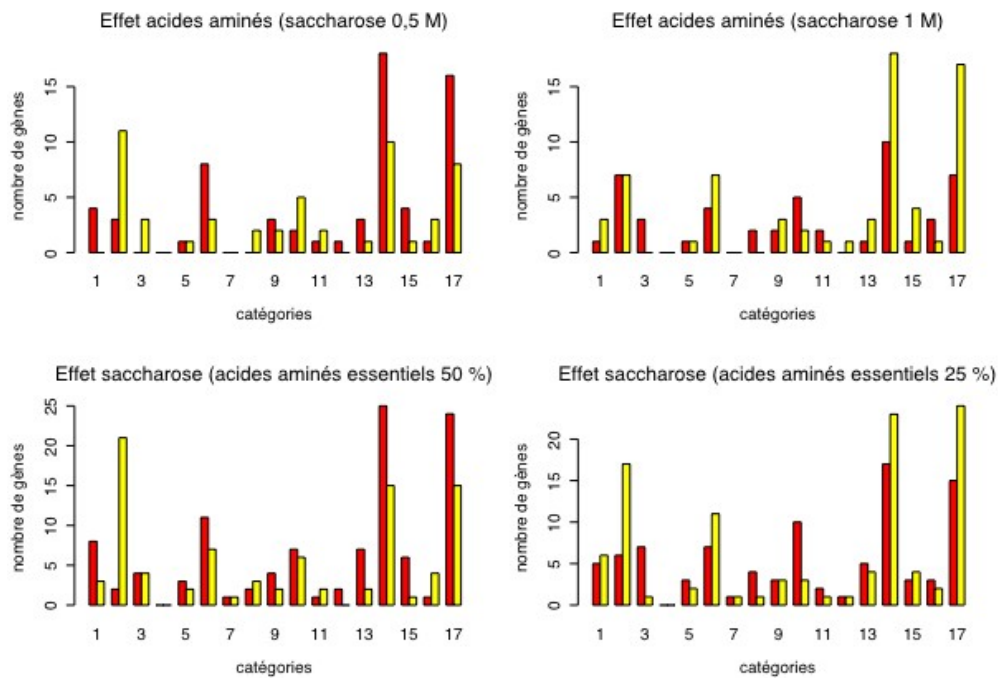 Effet acides aminés (saccharose 0,5 M)
nombre de gènes
0 5 10 15
1 3 5 7 9 11 13 15 17
catégories
Effet acides aminés (saccharose 1 M)
nombre de gènes
0 5 10 15
1 3 5 7 9 11 13 15 17
catégories
Effet saccharose (acides aminés essentiels 50 %)
nombre de gènes
0 5 10 15 20 25
1 3 5 7 9 11 13 15 17
catégories
Effet saccharose (acides aminés essentiels 25 %)
nombre de gènes
0 5 10 15 20
1 3 5 7 9 11 13 15 17
catégories